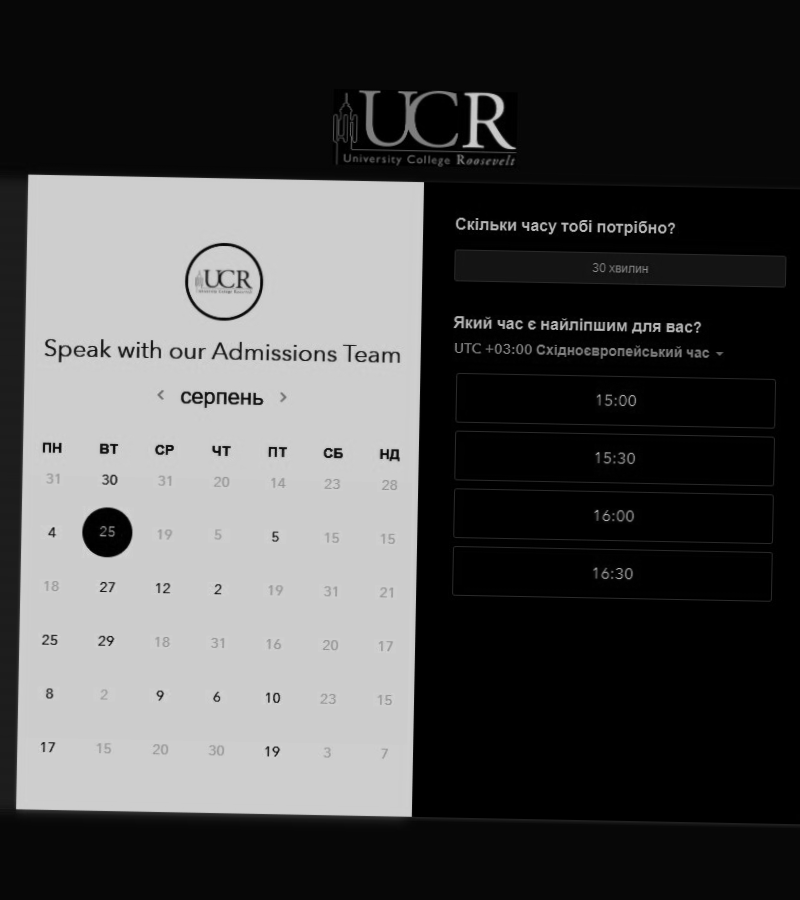 UCR
University College Roosevelt
UCR
University College Roosevelt
Speak with our Admissions Team
серпень
ПН ВТ СР ЧТ ПТ СБ НД
31 30 31 20 14 23 28
4 25 19 5 5 15 15
18 27 12 2 19 31 21
25 29 18 31 16 20 17
8 2 9 6 10 23 15
17 15 20 30 19 3 7
Скільки часу тобі потрібно?
30 хвилин
Який час є найліпшим для вас?
UTC +03:00 Східноєвропейський час
15:00
15:30
16:00
16:30